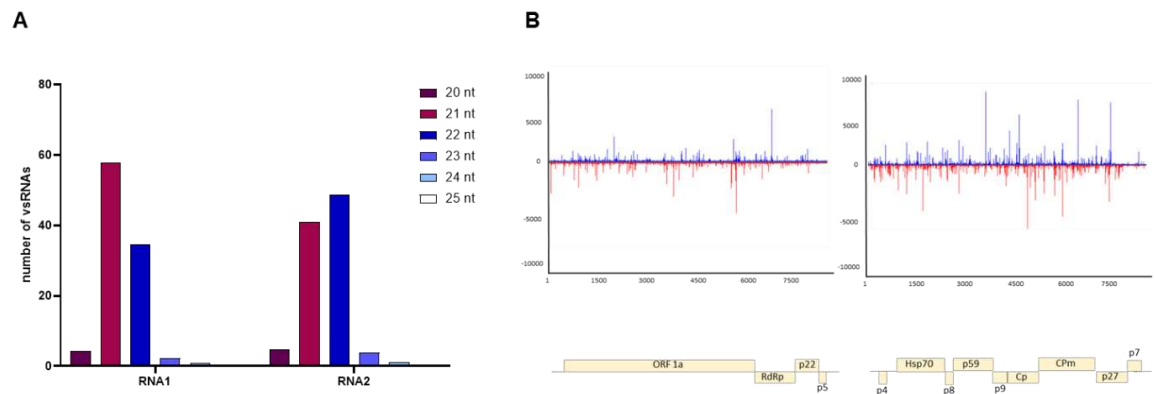 A
B
number of vsRNAs
80
60
40
20
0
RNA1
RNA2
20 nt
21 nt
22 nt
23 nt
24 nt
25 nt
10000
5000
0
-5000
-10000
1 1500 3000 4500 6000 7500
10000
5000
0
-5000
-10000
1 1500 3000 4500 6000 7500
ORF 1a
RdRp
p22
p5
p4
Hsp70
p8
p59
p9
Cp
CPm
p27
p7